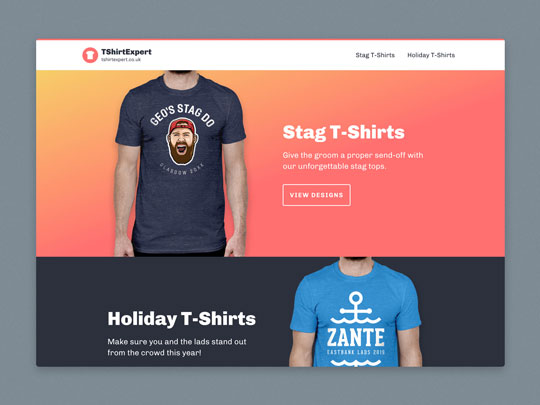 TShirtExpert
tshirtexpert.co.uk
Stag T-Shirts
Holiday T-Shirts
GEO'S STAG DO
Stag T-Shirts
Give the groom a proper send-off with
our unforgettable stag tops.
VIEW DESIGNS
Holiday T-Shirts
Make sure you and the lads stand out
from the crowd this year!
ZANTE
EASTBANK LADS 2015